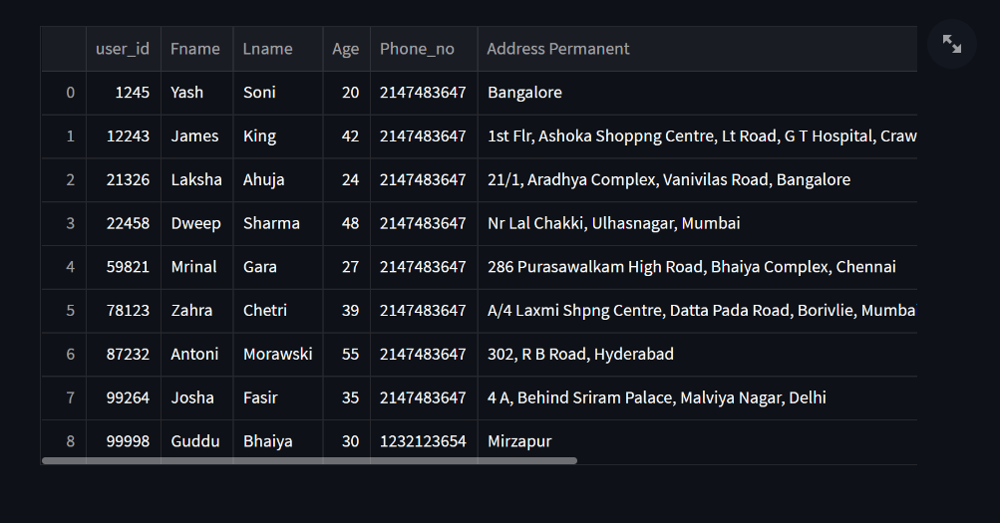 user_id Fname Lname Age Phone_no Address Permanent
0 1245 Yash Soni 20 2147483647 Bangalore
1 12243 James King 42 2147483647 1st Flr, Ashoka Shoppng Centre, Lt Road, G T Hospital, Craw
2 21326 Laksha Ahuja 24 2147483647 21/1, Aradhya Complex, Vanivilas Road, Bangalore
3 22458 Dweep Sharma 48 2147483647 Nr Lal Chakki, Ulhasnagar, Mumbai
4 59821 Mrinal Gara 27 2147483647 286 Purasawalkam High Road, Bhaiya Complex, Chennai
5 78123 Zahra Chetri 39 2147483647 A/4 Laxmi Shpng Centre, Datta Pada Road, Borivlie, Mumba
6 87232 Antoni Morawski 55 2147483647 302, R B Road, Hyderabad
7 99264 Josha Fasir 35 2147483647 4 A, Behind Sriram Palace, Malviya Nagar, Delhi
8 99998 Guddu Bhaiya 30 1232123654 Mirzapur